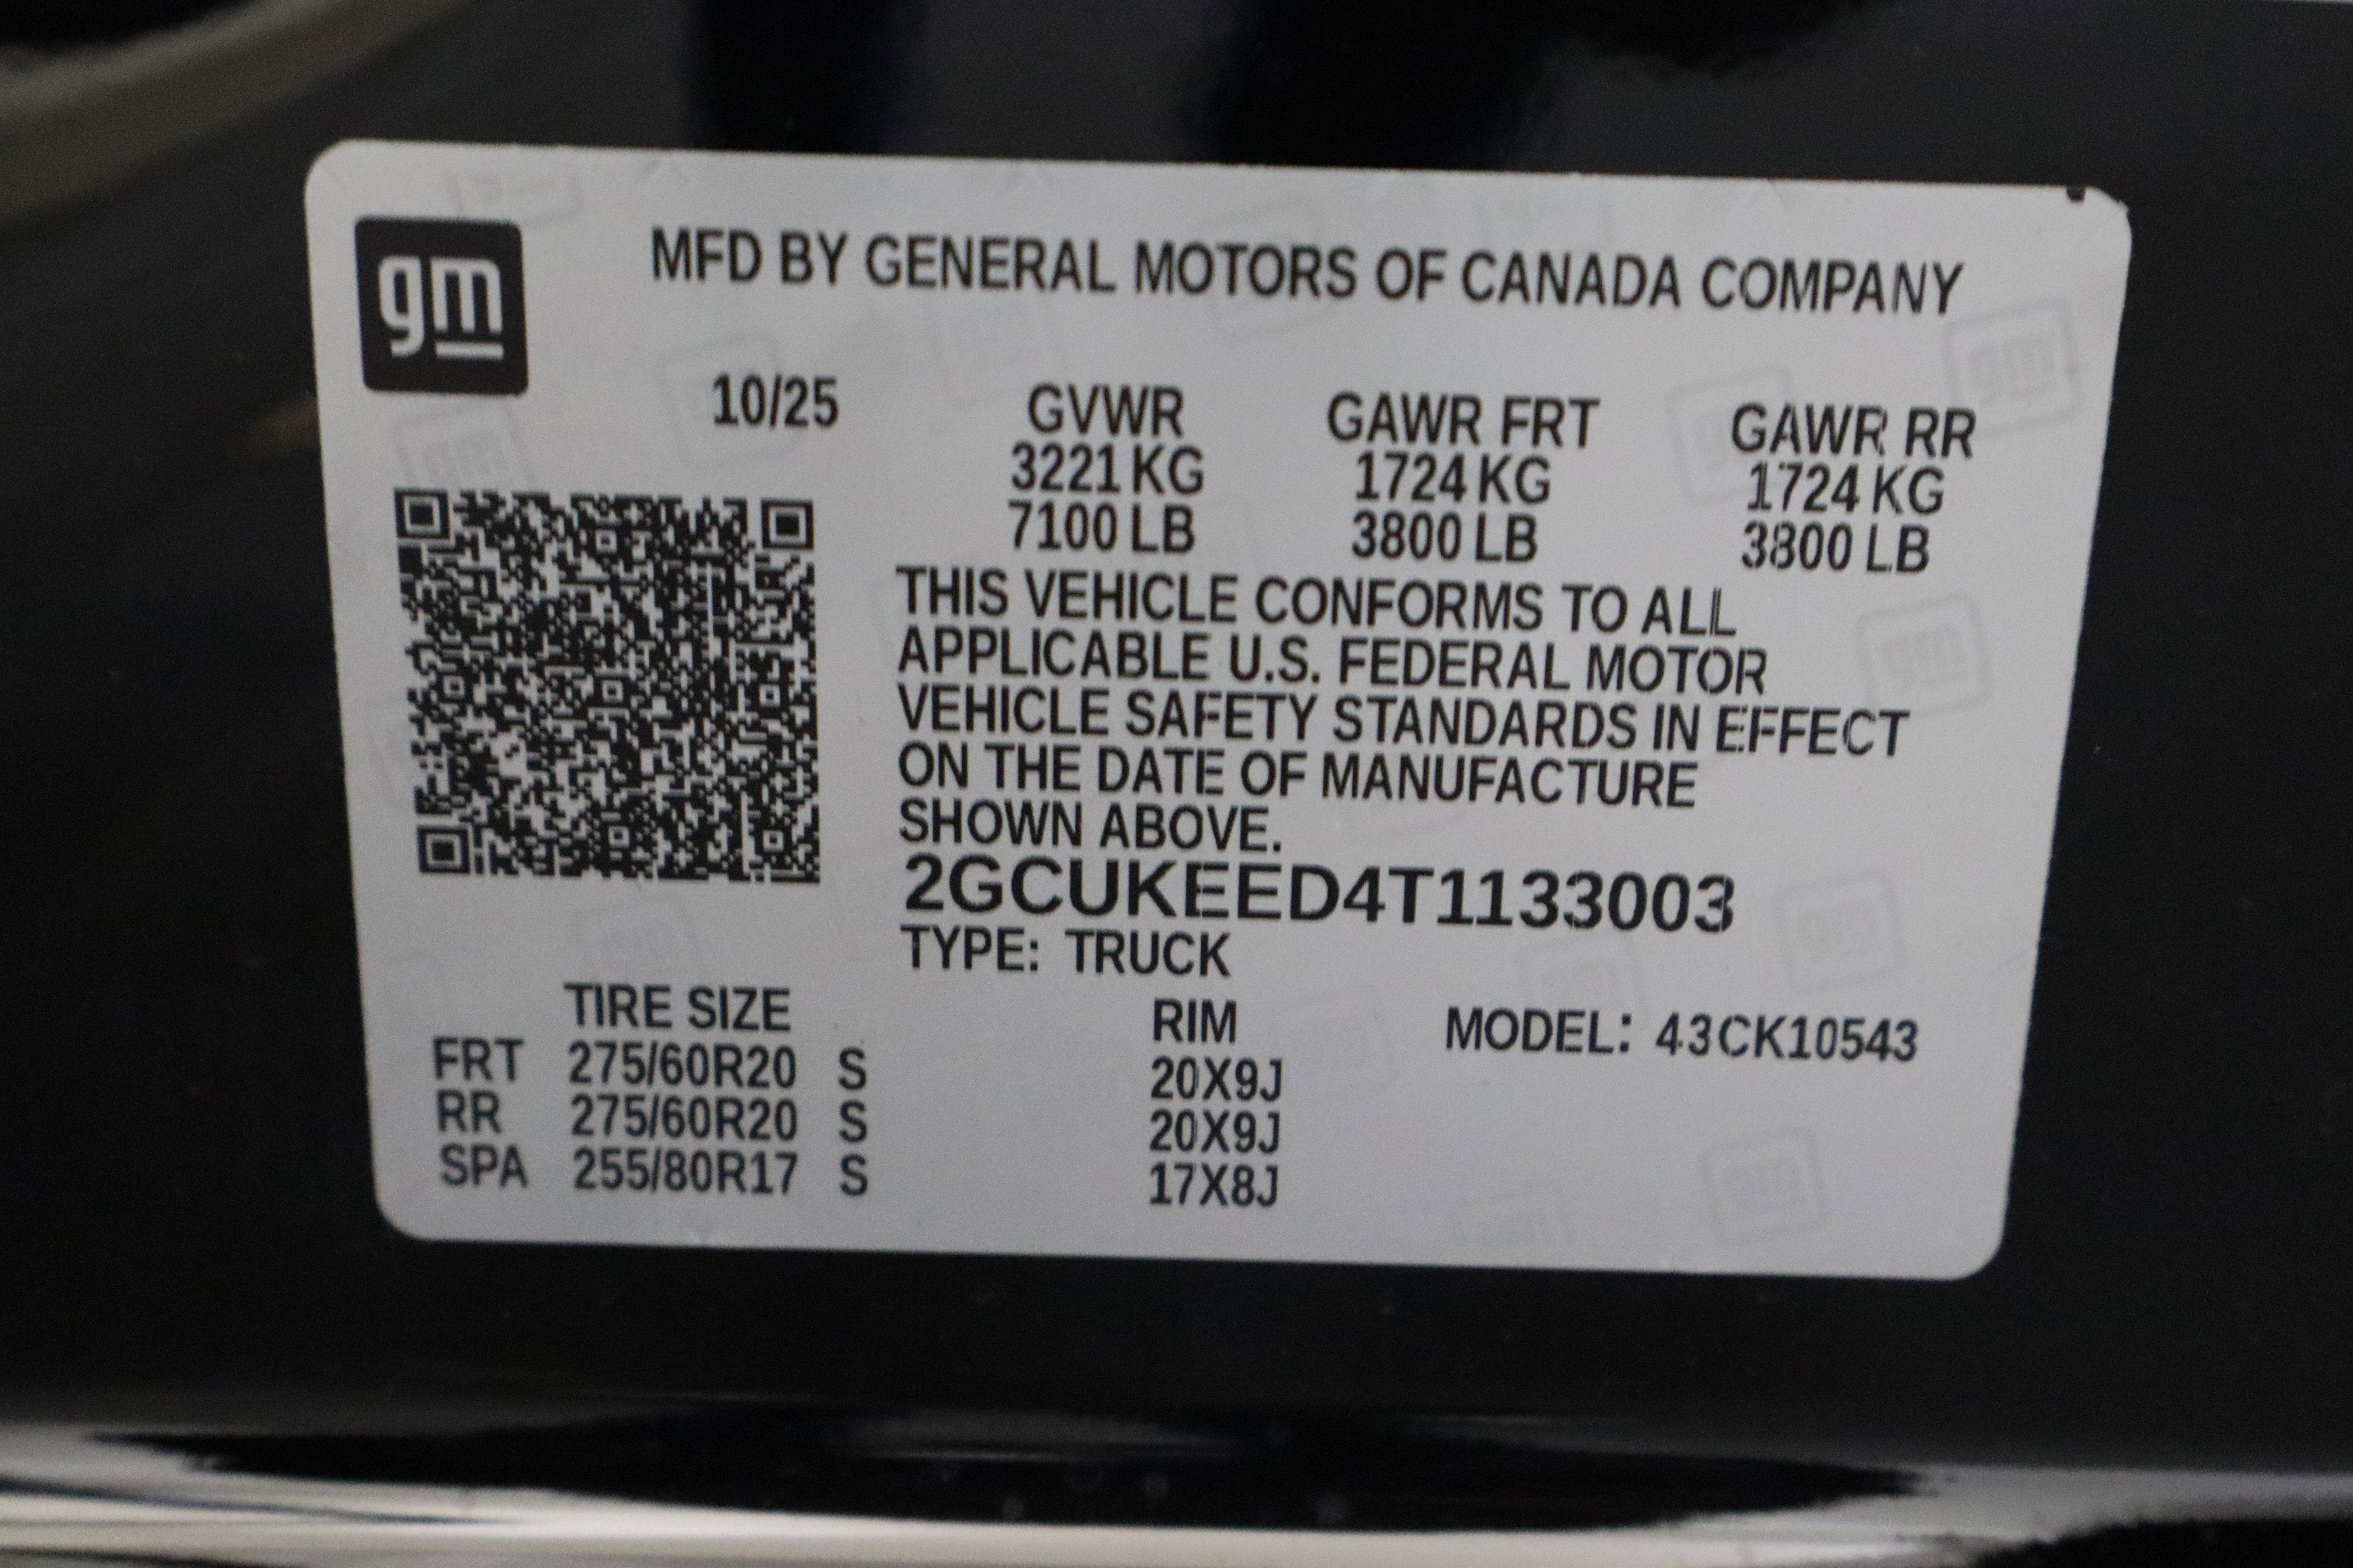 gm
MFD BY GENERAL MOTORS OF CANADA COMPANY
10/25 GVWR GAWR FRT GAWR RR
3221 KG 1724 KG 1724 KG
7100 LB 3800 LB 3800 LB
THIS VEHICLE CONFORMS TO ALL
APPLICABLE U.S. FEDERAL MOTOR
VEHICLE SAFETY STANDARDS IN EFFECT
ON THE DATE OF MANUFACTURE
SHOWN ABOVE.
2GCUKEED4T1133003
TYPE: TRUCK
TIRE SIZE RIM MODEL: 43CK10543
FRT 275/60R20 S 20X9J
RR 275/60R20 S 20X9J
SPA 255/80R17 S 17X8J